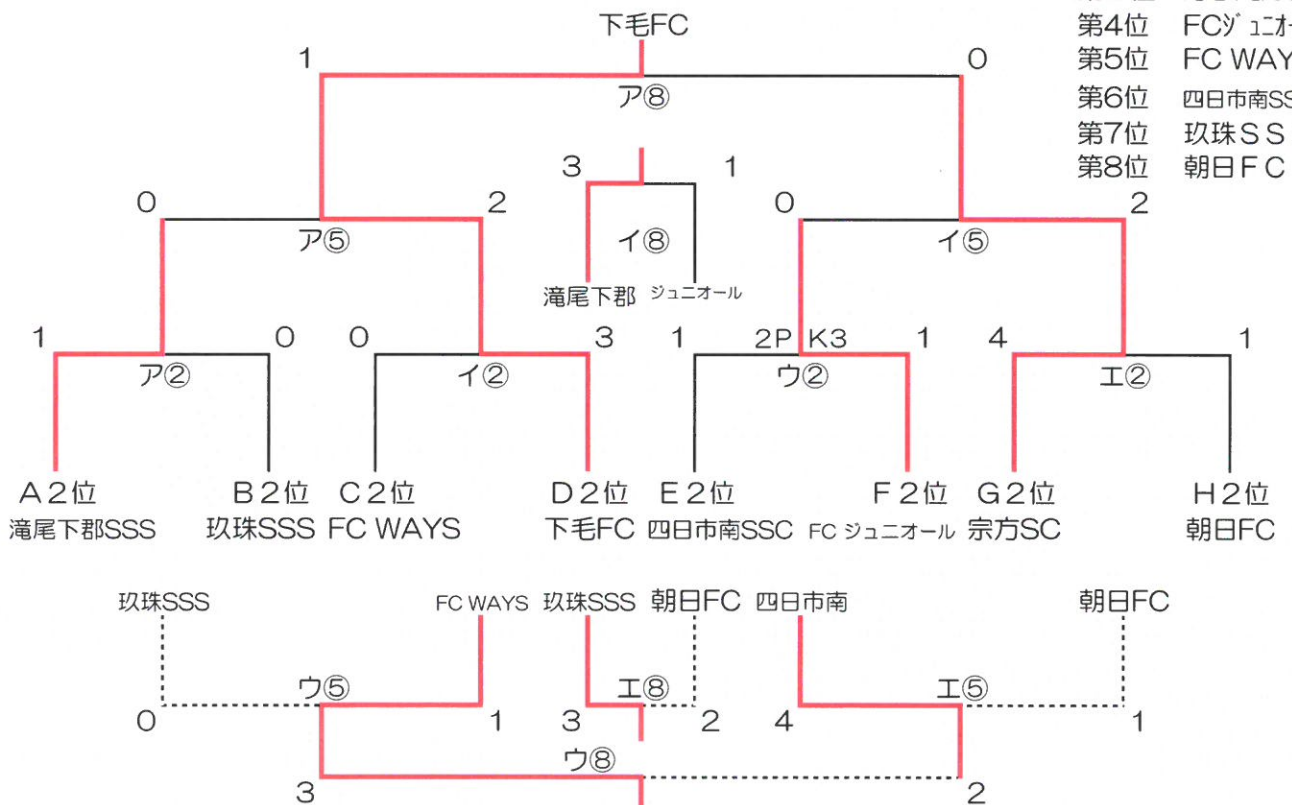 下毛FC
第4位 FCジュニオー
1 0
第5位 FC WAY
ア⑧
第6位 四日市南SS
第7位 玖珠SS
3 1
第8位 朝日FC
0 2 0 2
ア⑤ イ⑧ イ⑤
滝尾下郡 ジュニオール
1 0 0 3 1 2P K3 1 4 1
ア② イ② ウ② エ②
A2位 B2位 C2位 D2位 E2位 F2位 G2位 H2位
滝尾下郡SSS 玖珠SSS FC WAYS 下毛FC 四日市南SSC FCジュニオール 宗方SC 朝日FC
玖珠SSS FC WAYS 玖珠SSS 朝日FC 四日市南 朝日FC
ウ⑤ エ⑧ エ⑤
0 1 3 2 4 1
ウ⑧
3 2